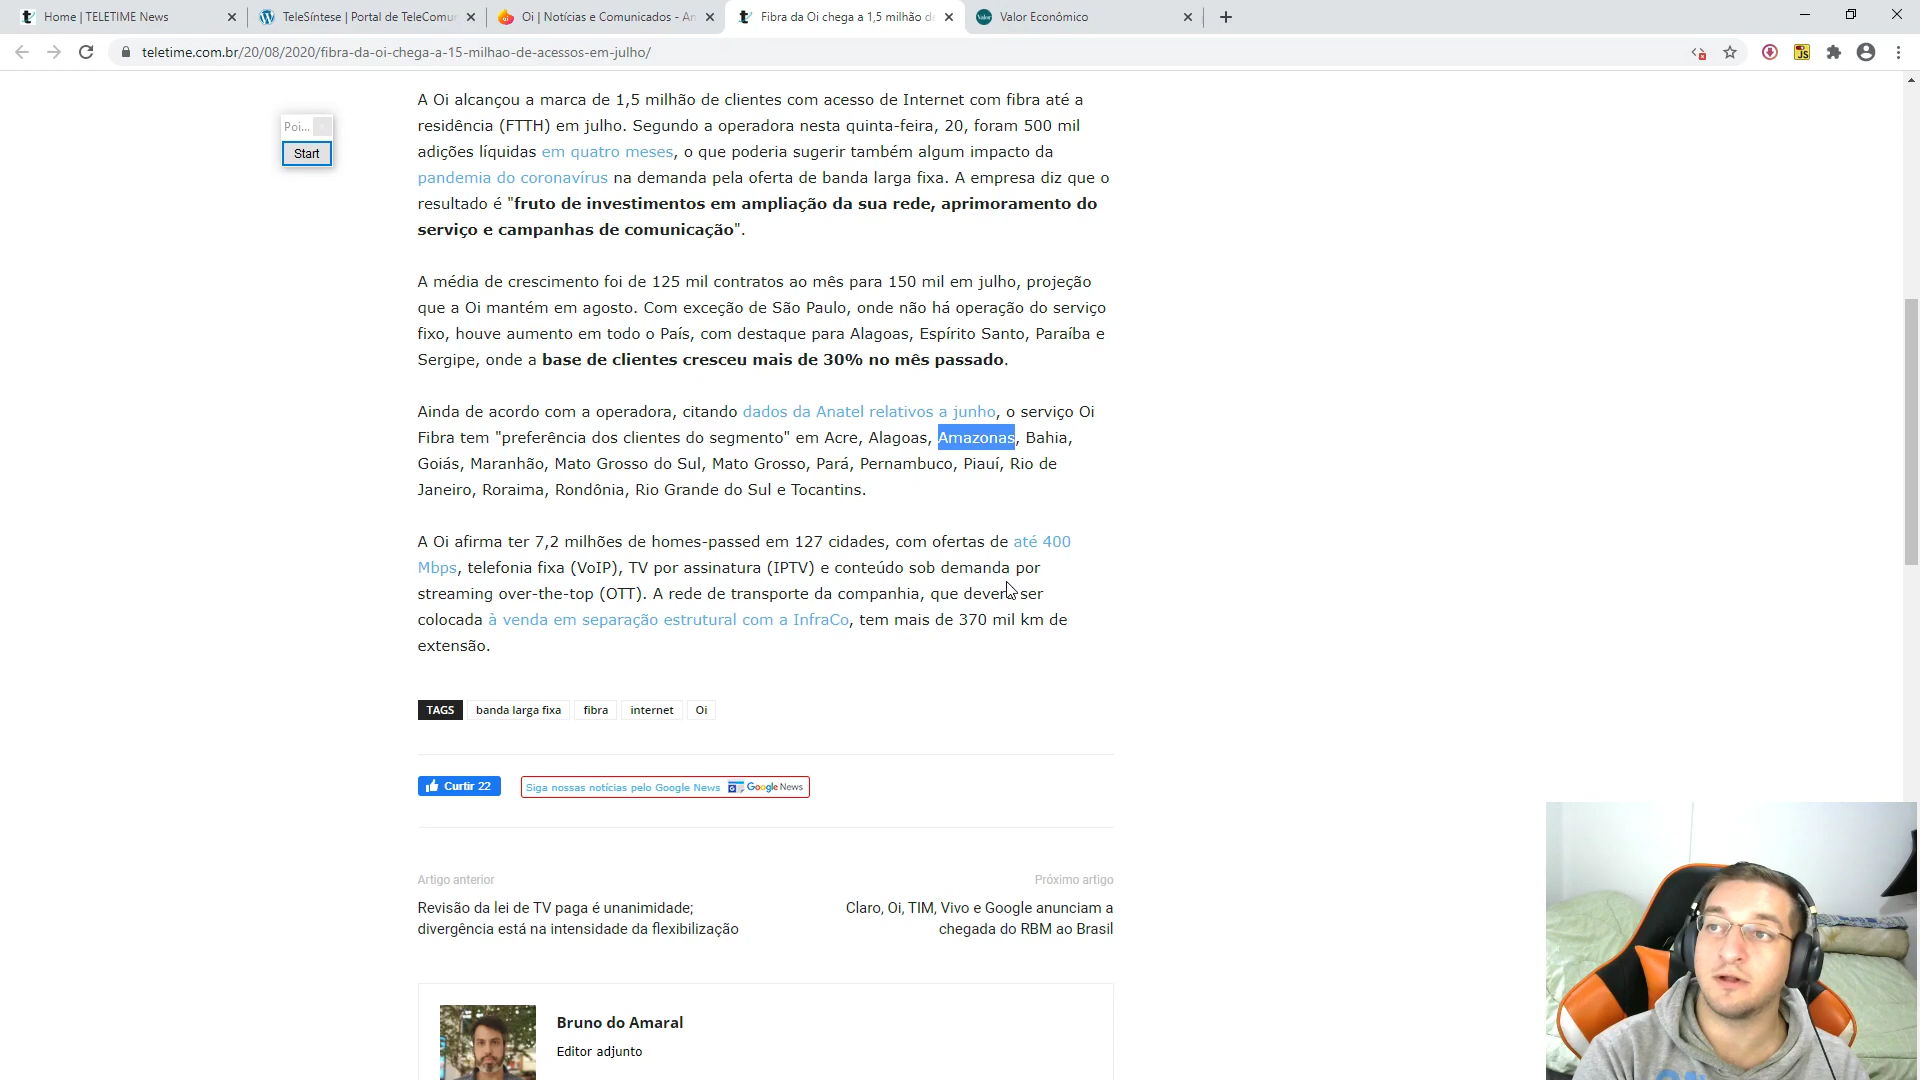 Home | TELETIME News
TeleSíntese | Portal de TeleComu
Oi | Notícias e Comunicados - An
Fibra da Oi chega a 1,5 milhão de
Valor Econômico
teletime.com.br/20/08/2020/fibra-da-oi-chega-a-15-milhao-de-acessos-em-julho/
Poi...
Start
A Oi alcançou a marca de 1,5 milhão de clientes com acesso de Internet com fibra até a
residência (FTTH) em julho. Segundo a operadora nesta quinta-feira, 20, foram 500 mil
adições líquidas em quatro meses, o que poderia sugerir também algum impacto da
pandemia do coronavírus na demanda pela oferta de banda larga fixa. A empresa diz que o
resultado é "fruto de investimentos em ampliação da sua rede, aprimoramento do
serviço e campanhas de comunicação".
A média de crescimento foi de 125 mil contratos ao mês para 150 mil em julho, projeção
que a Oi mantém em agosto. Com exceção de São Paulo, onde não há operação do serviço
fixo, houve aumento em todo o País, com destaque para Alagoas, Espírito Santo, Paraíba e
Sergipe, onde a base de clientes cresceu mais de 30% no mês passado.
Ainda de acordo com a operadora, citando dados da Anatel relativos a junho, o serviço Oi
Fibra tem "preferência dos clientes do segmento" em Acre, Alagoas, Amazonas, Bahia,
Goiás, Maranhão, Mato Grosso do Sul, Mato Grosso, Pará, Pernambuco, Piauí, Rio de
Janeiro, Roraima, Rondônia, Rio Grande do Sul e Tocantins.
A Oi afirma ter 7,2 milhões de homes-passed em 127 cidades, com ofertas de até 400
Mbps, telefonia fixa (VoIP), TV por assinatura (IPTV) e conteúdo sob demanda por
streaming over-the-top (OTT). A rede de transporte da companhia, que deverá ser
colocada à venda em separação estrutural com a InfraCo, tem mais de 370 mil km de
extensão.
TAGS banda larga fixa fibra internet Oi
Curtir 22
Siga nossas notícias pelo Google News Google News
Artigo anterior
Próximo artigo
Revisão da lei de TV paga é unanimidade;
divergência está na intensidade da flexibilização
Claro, Oi, TIM, Vivo e Google anunciam a
chegada do RBM ao Brasil
Bruno do Amaral
Editor adjunto